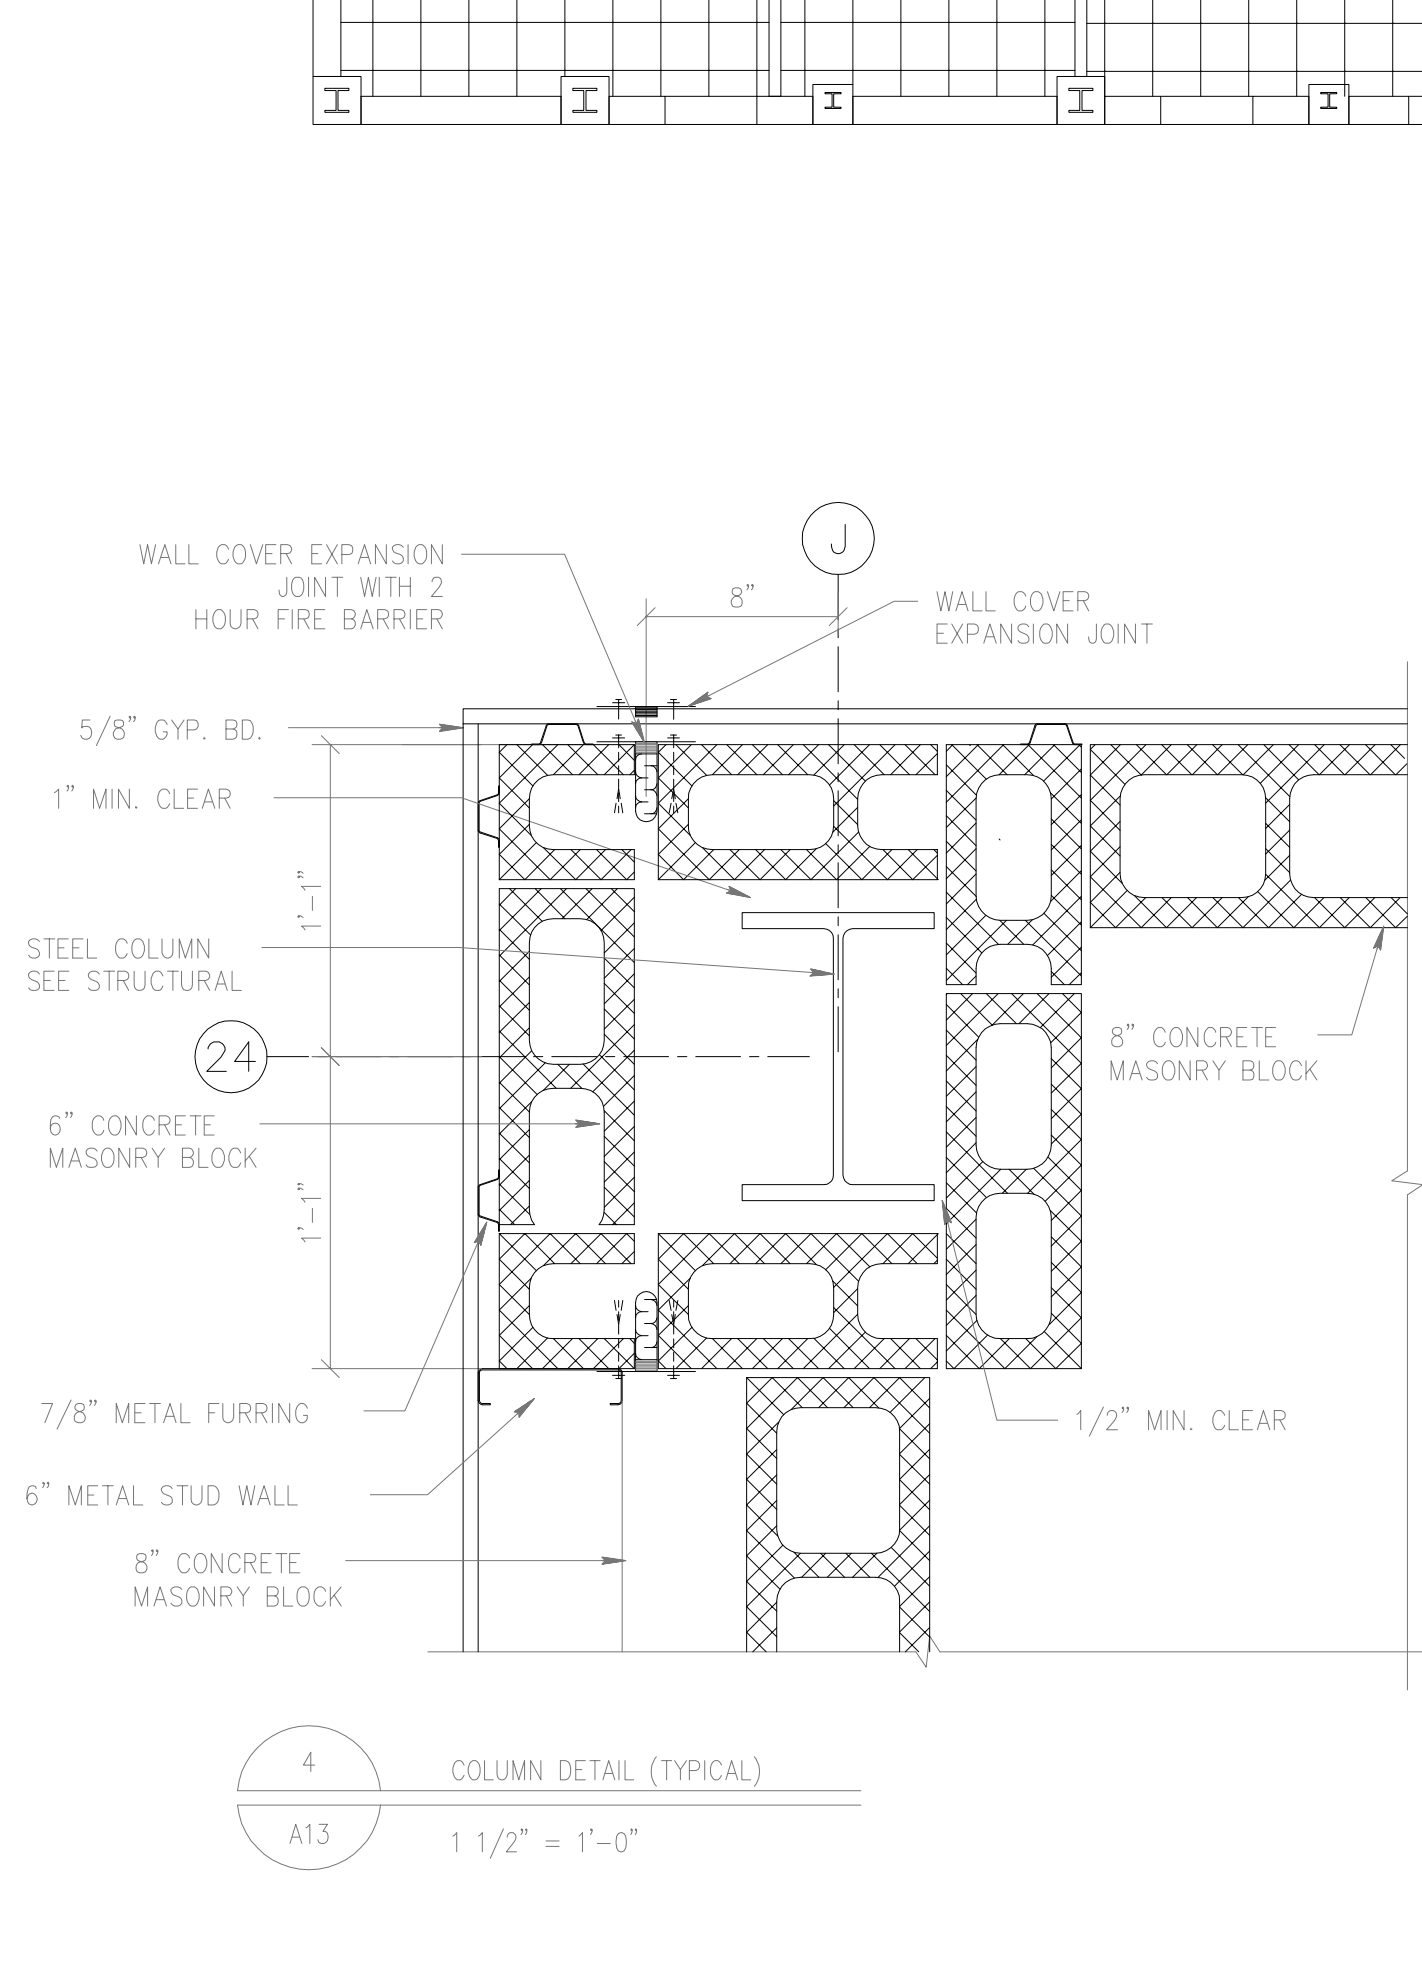 J
WALL COVER EXPANSION
JOINT WITH 2
HOUR FIRE BARRIER
8”
WALL COVER
EXPANSION JOINT
5/8” GYP. BD.
1” MIN. CLEAR
1’-1”
STEEL COLUMN
SEE STRUCTURAL
24
8” CONCRETE
MASONRY BLOCK
6” CONCRETE
MASONRY BLOCK
1’-1”
7/8” METAL FURRING
1/2” MIN. CLEAR
6” METAL STUD WALL
8” CONCRETE
MASONRY BLOCK
4
COLUMN DETAIL (TYPICAL)
A13
1 1/2” = 1’-0”